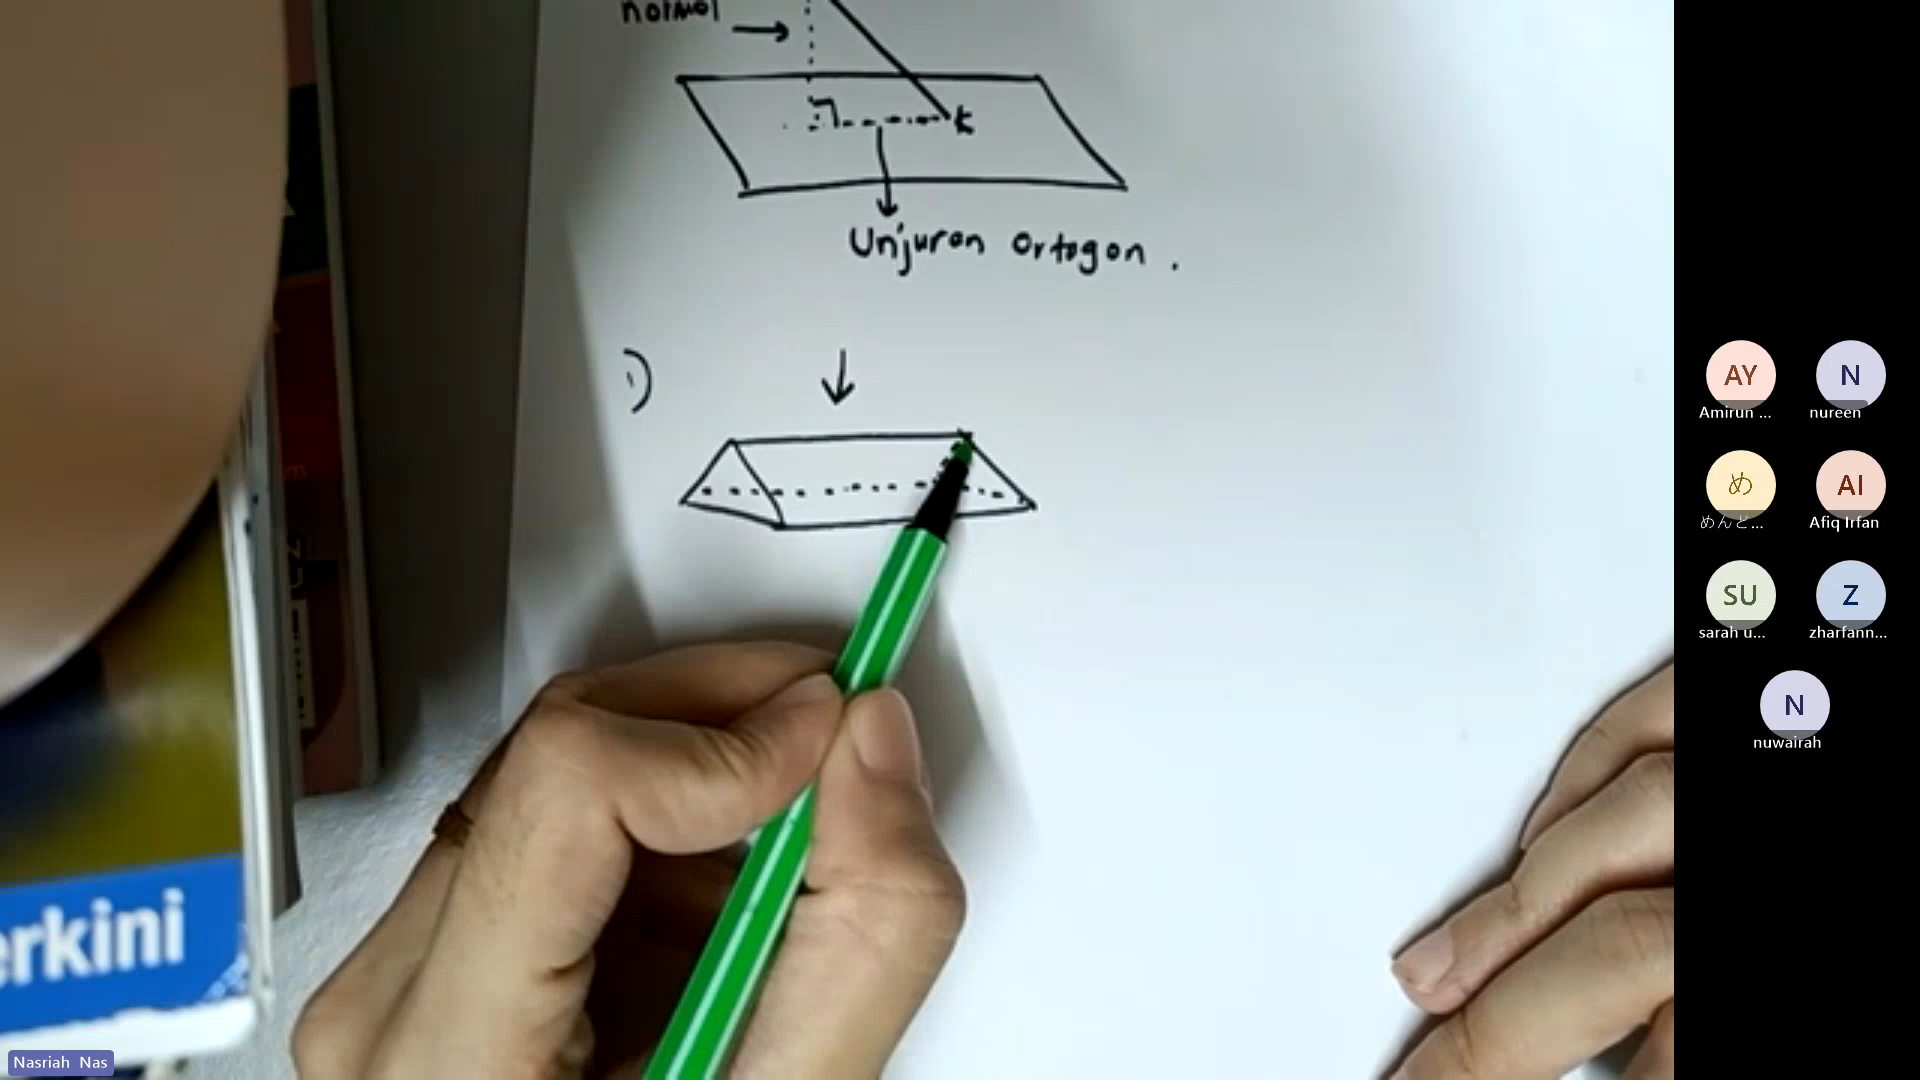 normal
k
Unjuran Ortogon .
1)
erkini
AY
Amirun ...
N
nureen
め
めんど...
AI
Afiq Irfan
SU
sarah u...
Z
zharfann...
N
nuwairah
Nasriah Nas